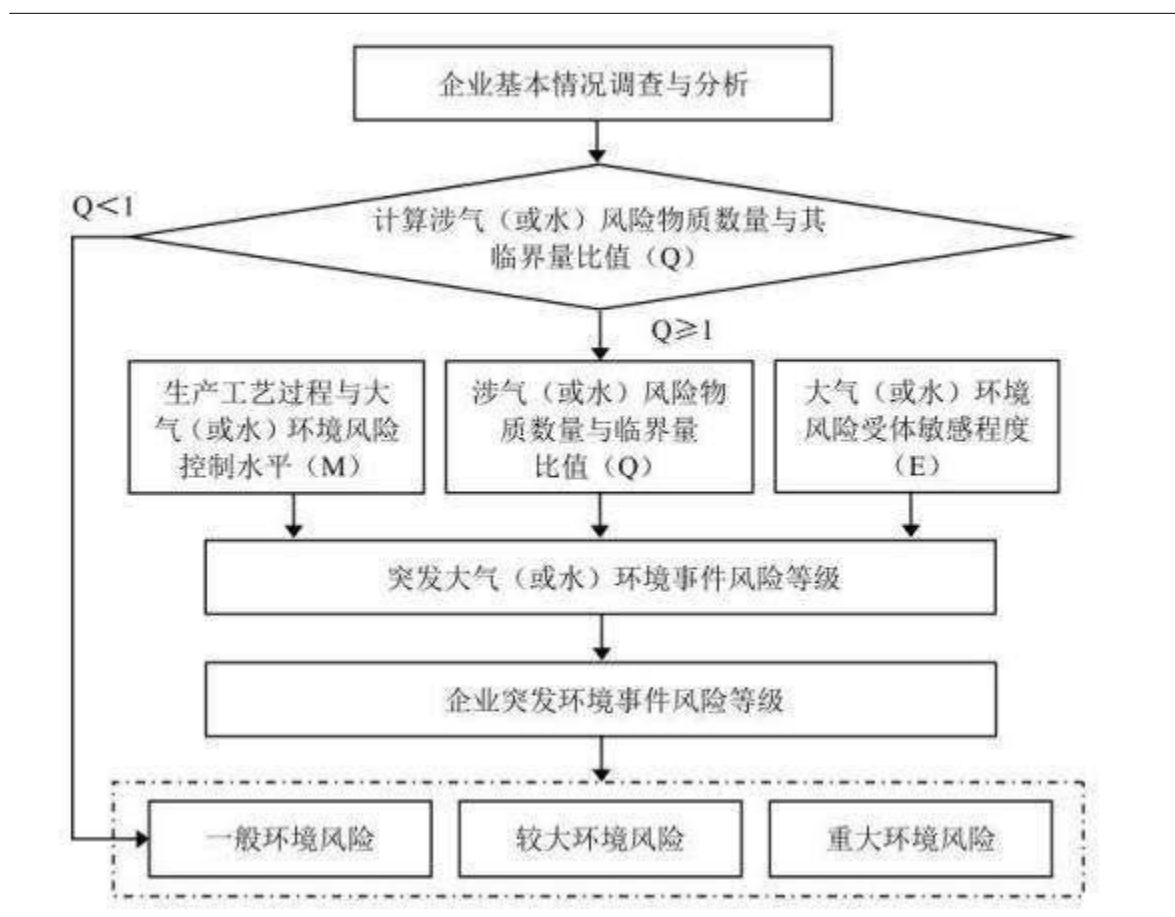 企业基本情况调查与分析
Q<1
计算涉气（或水）风险物质数量与其
临界量比值（Q）
Q≥1
生产工艺过程与大
气（或水）环境风险
控制水平（M）
涉气（或水）风险物
质数量与临界量
比值（Q）
大气（或水）环境
风险受体敏感程度
（E）
突发大气（或水）环境事件风险等级
企业突发环境事件风险等级
一般环境风险
较大环境风险
重大环境风险